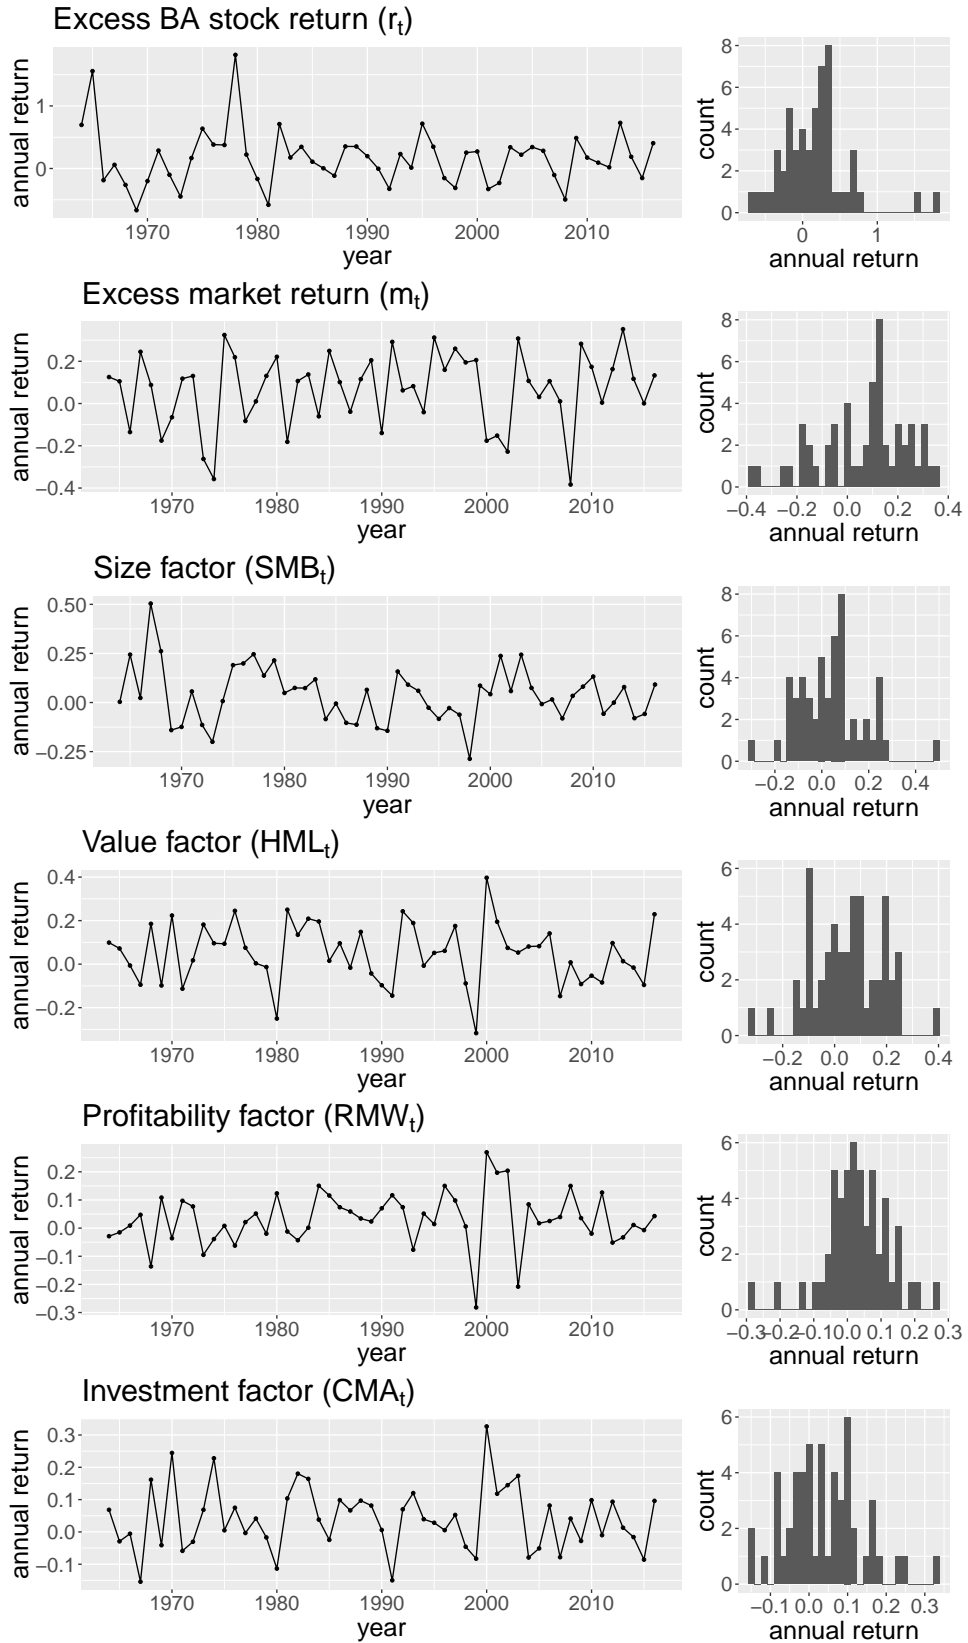 Excess BA stock return (rₜ)
annual return
1
0
1970 1980 1990 2000 2010
year
count
8
6
4
2
0
0 1
annual return
Excess market return (mₜ)
annual return
0.2
0.0
−0.2
−0.4
1970 1980 1990 2000 2010
year
count
8
6
4
2
0
−0.4 −0.2 0.0 0.2 0.4
annual return
Size factor (SMBₜ)
annual return
0.50
0.25
0.00
−0.25
1970 1980 1990 2000 2010
year
count
8
6
4
2
0
−0.2 0.0 0.2 0.4
annual return
Value factor (HMLₜ)
annual return
0.4
0.2
0.0
−0.2
1970 1980 1990 2000 2010
year
count
6
4
2
0
−0.2 0.0 0.2 0.4
annual return
Profitability factor (RMWₜ)
annual return
0.2
0.1
0.0
−0.1
−0.2
−0.3
1970 1980 1990 2000 2010
year
count
6
4
2
0
−0.3 −0.2 −0.1 0.0 0.1 0.2 0.3
annual return
Investment factor (CMAₜ)
annual return
0.3
0.2
0.1
0.0
−0.1
1970 1980 1990 2000 2010
year
count
6
4
2
0
−0.1 0.0 0.1 0.2 0.3
annual return